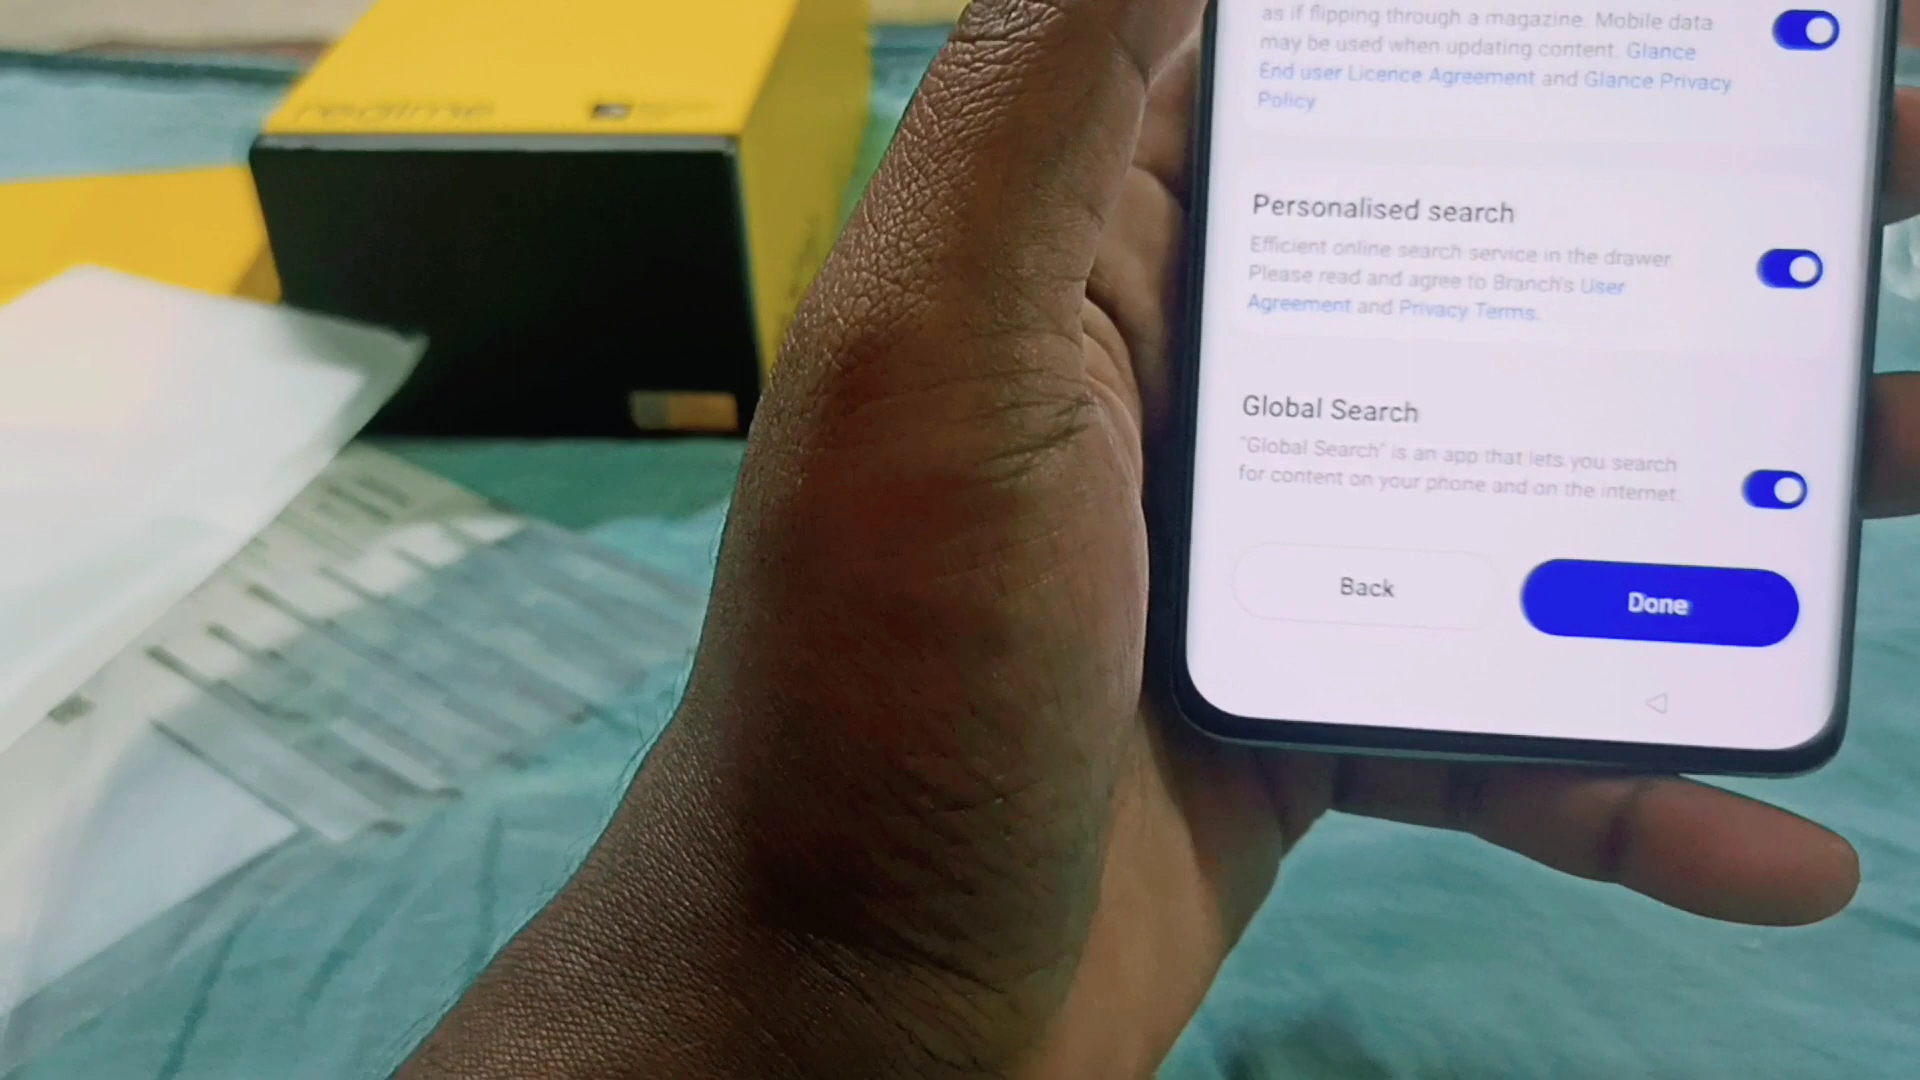 realme
as if flipping through a magazine. Mobile data
may be used when updating content. Glance
End user Licence Agreement and Glance Privacy
Policy
Personalised search
Efficient online search service in the drawer.
Please read and agree to Branch's User
Agreement and Privacy Terms.
Global Search
"Global Search" is an app that lets you search
for content on your phone and on the internet.
Back
Done